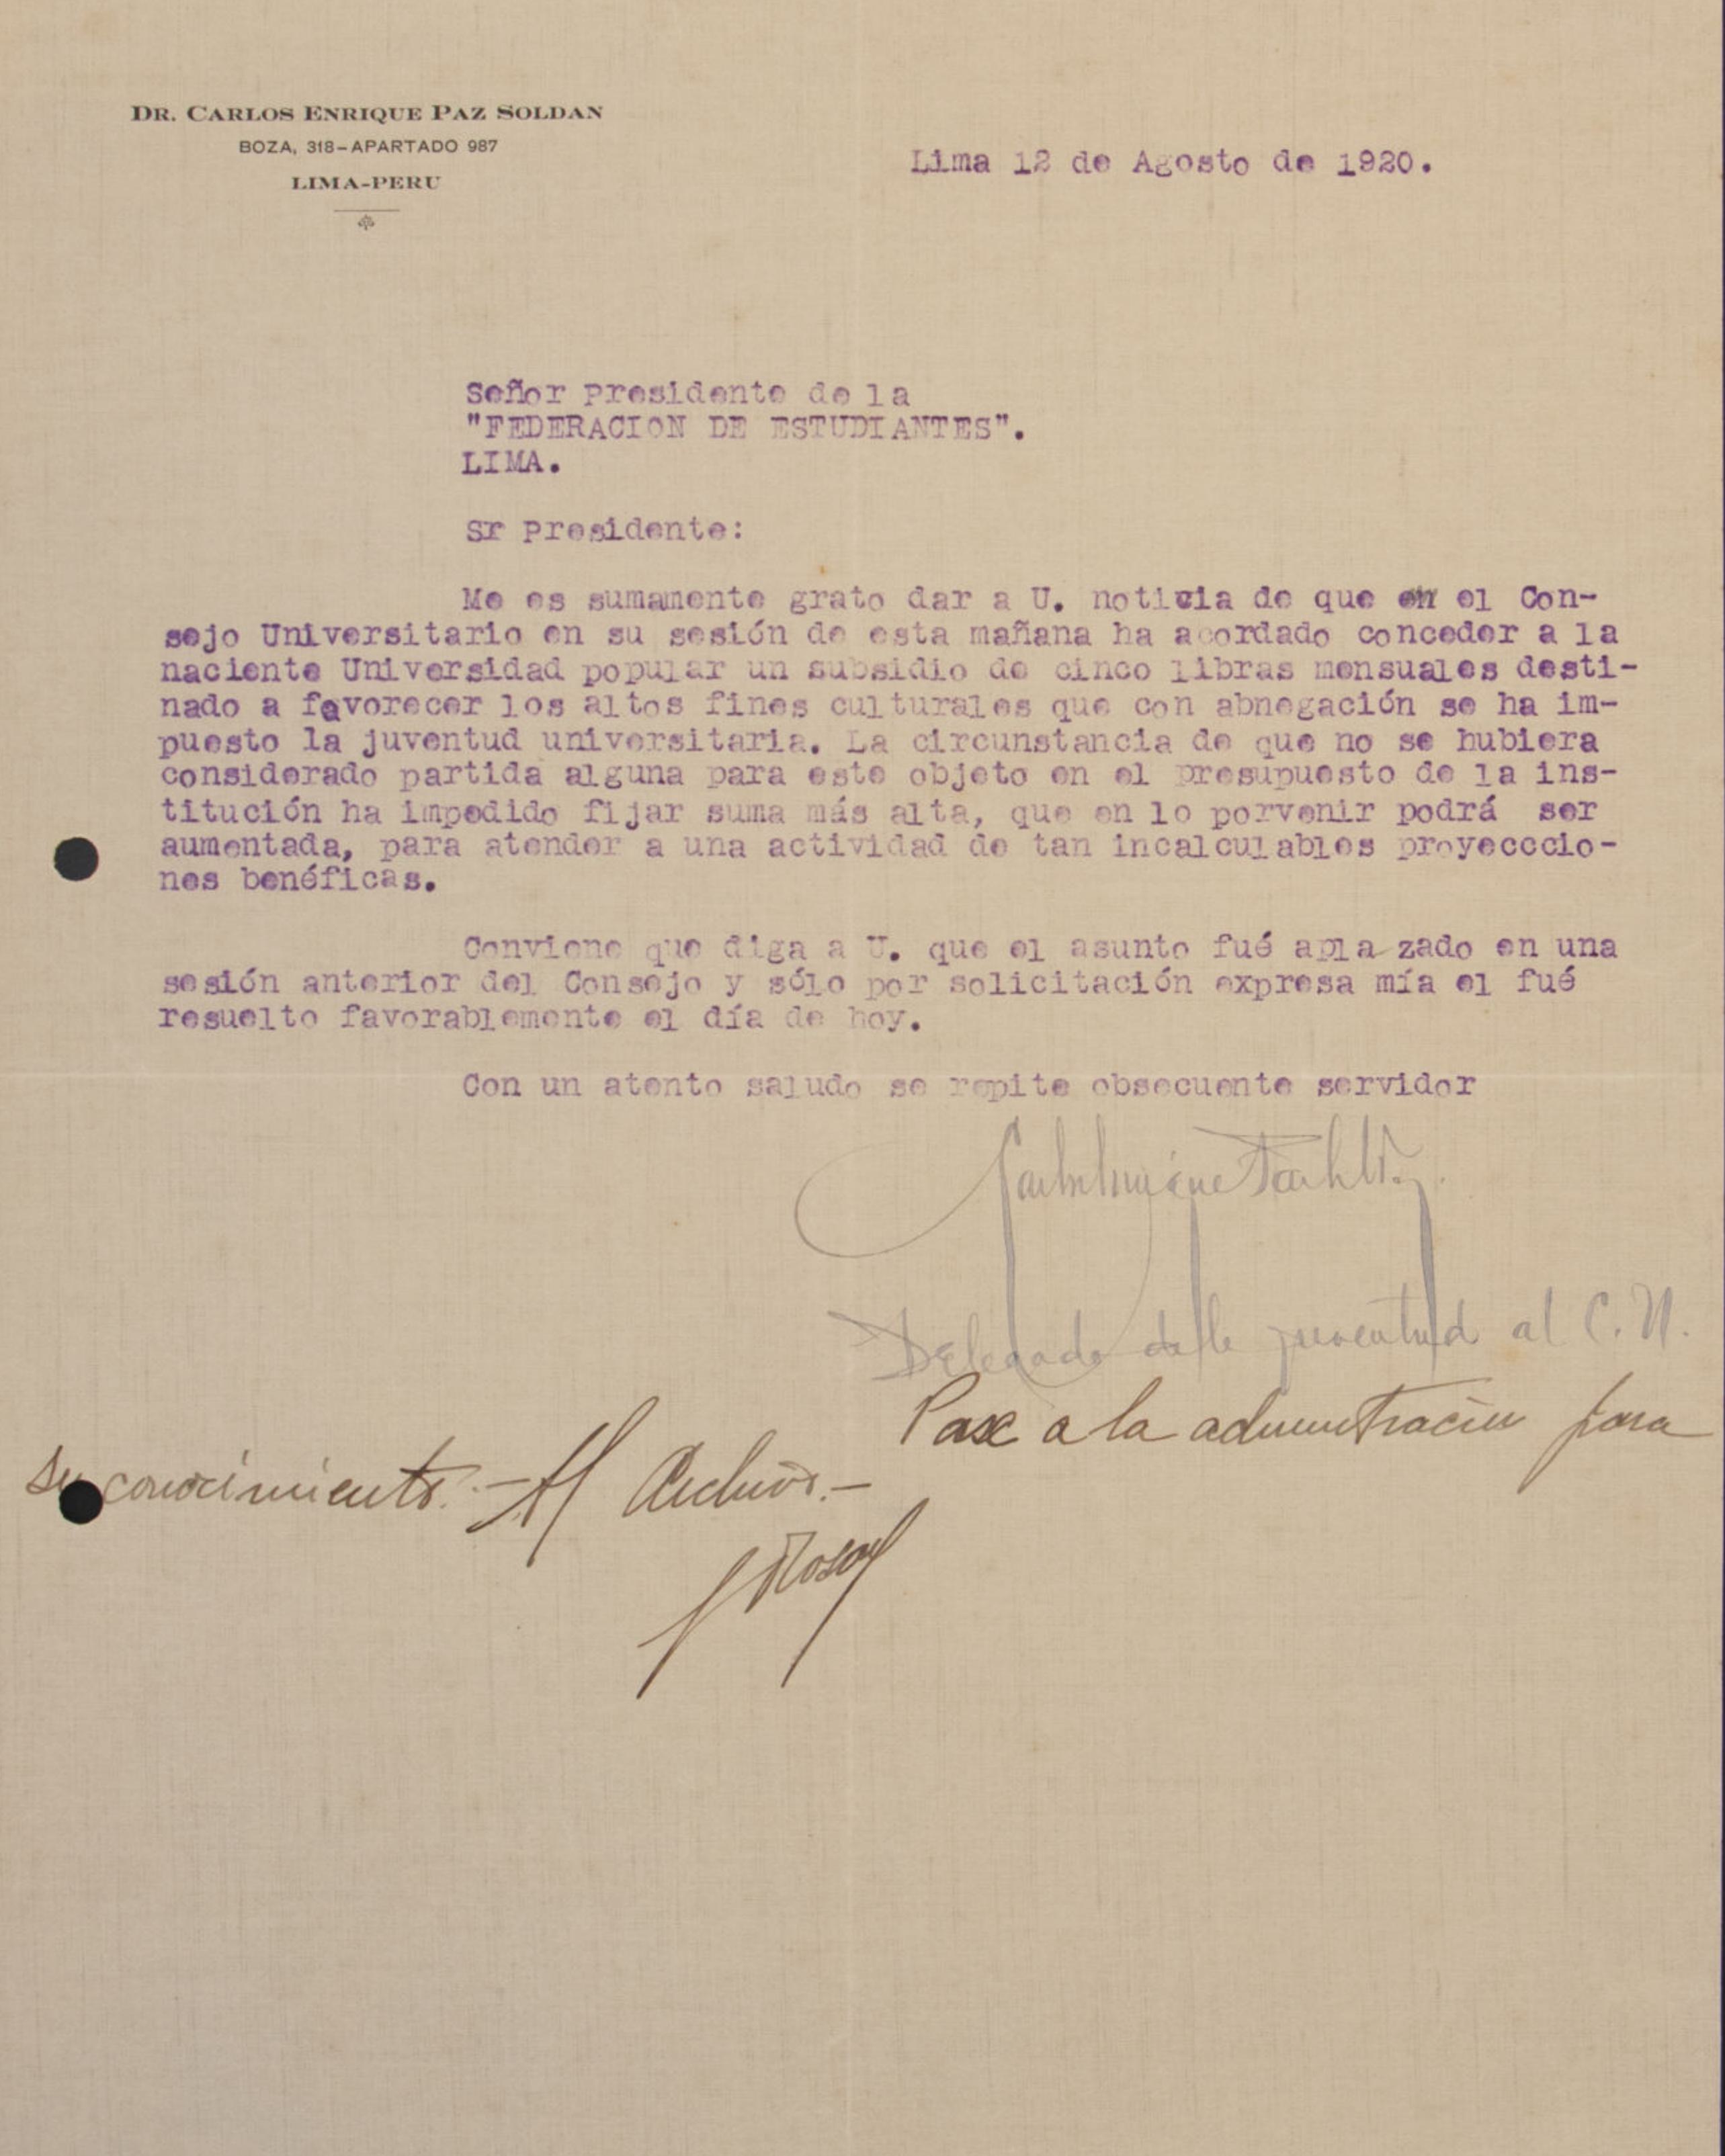 DR. CARLOS ENRIQUE PAZ SOLDAN
BOZA, 318-APARTADO 987
LIMA-PERU
Lima 12 de Agosto de 1920.
Señor Presidente de la
"FEDERACION DE ESTUDIANTES".
LIMA.
Sr Presidente:
Me es sumamente grato dar a U. noticia de que en el Con-
sejo Universitario en su sesión de esta mañana ha acordado conceder a la
naciente Universidad popular un subsidio de cinco libras mensuales desti-
nado a favorecer los altos fines culturales que con abnegación se ha im-
puesto la juventud universitaria. La circunstancia de que no se hubiera
considerado partida alguna para este objeto en el presupuesto de la ins-
titución ha impedido fijar suma más alta, que en lo porvenir podrá ser
aumentada, para atender a una actividad de tan incalculables proyecccio-
nes benéficas.
Conviene que diga a U. que el asunto fué apla zado en una
sesión anterior del Consejo y sólo por solicitación expresa mía el fué
resuelto favorablemente el día de hoy.
Con un atento saludo se repite obsecuente servidor
Carlos Enrique Paz Soldán.
Delegado de la juventud al C. U.
Pase a la administración para
su conocimiento.- Al Archivo.-